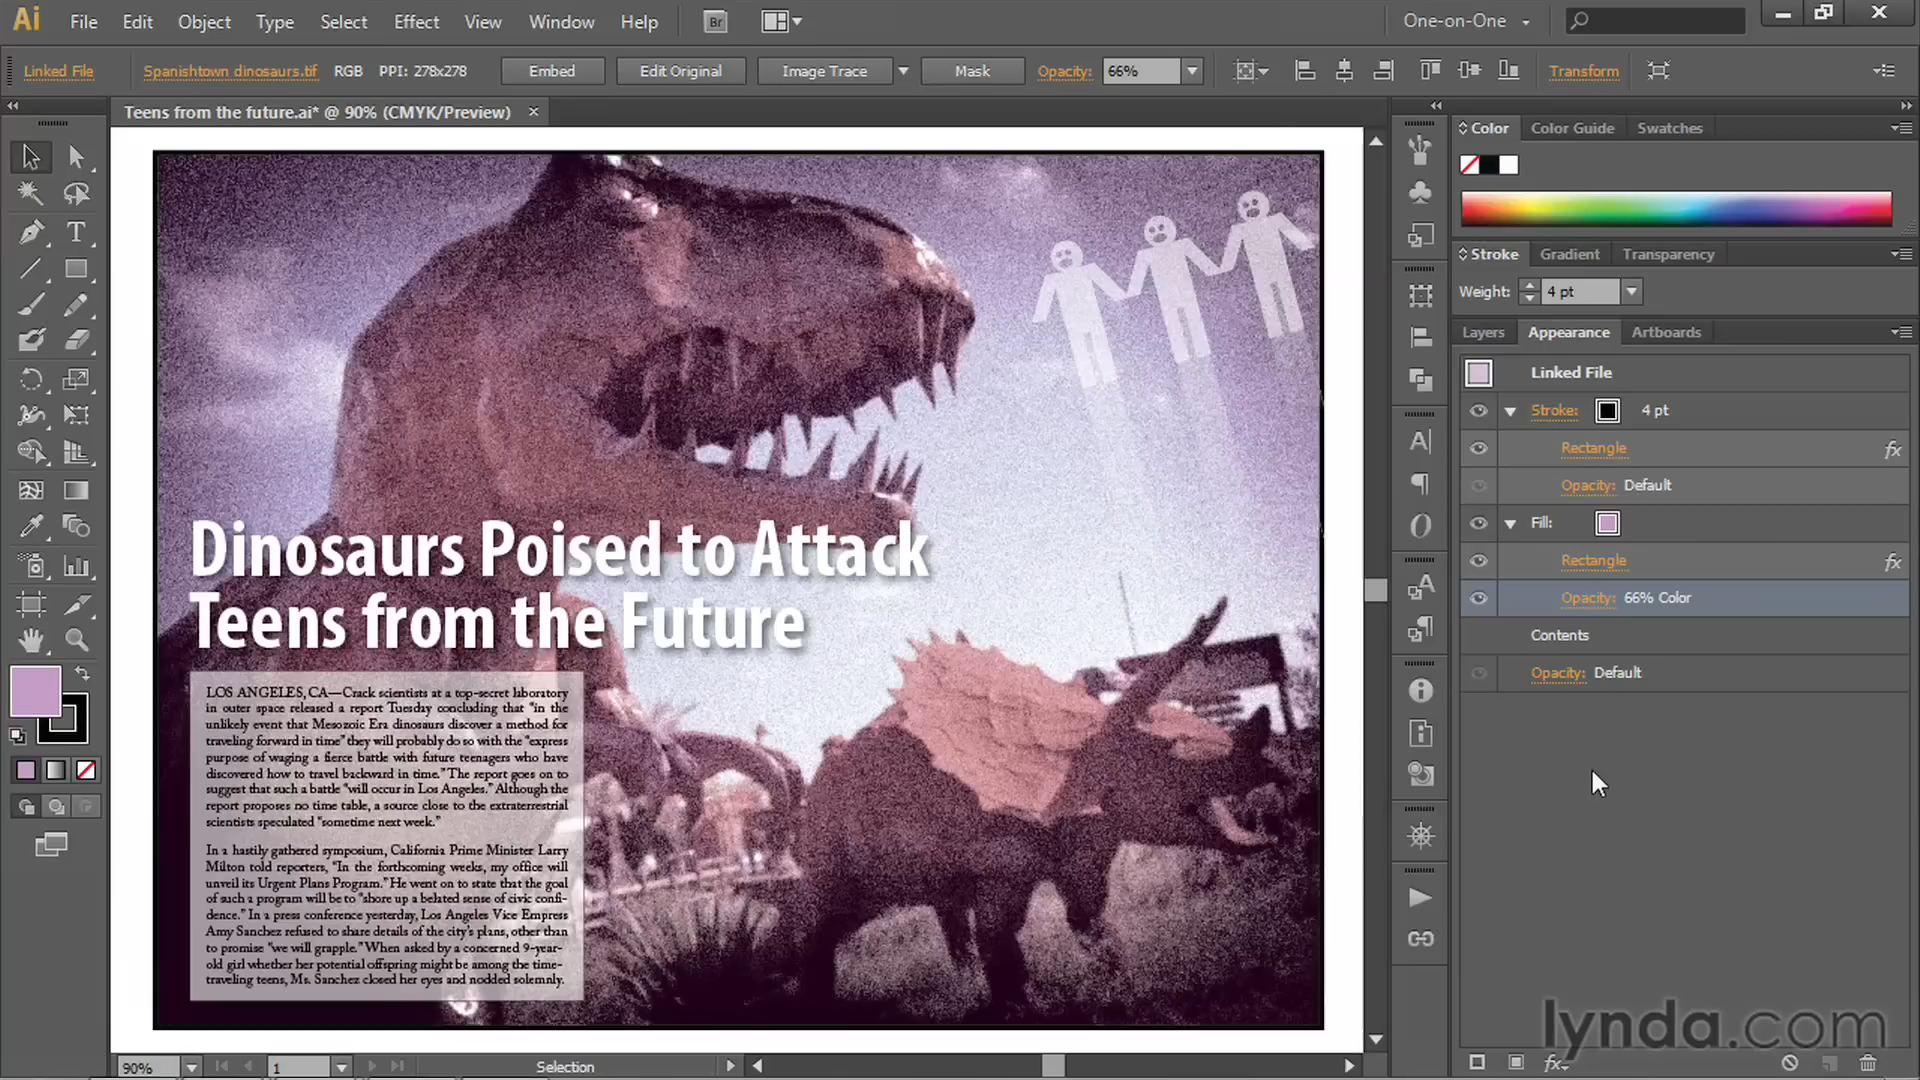 Ai File Edit Object Type Select Effect View Window Help Br One-on-One
Linked File Spanishtown dinosaurs.tif RGB PPI: 278x278 Embed Edit Original Image Trace Mask Opacity: 66% Transform
Teens from the future.ai* @ 90% (CMYK/Preview)
Color Color Guide Swatches
Stroke Gradient Transparency
Weight: 4 pt
Layers Appearance Artboards
Linked File
Stroke: 4 pt
Rectangle fx
Opacity: Default
Fill:
Rectangle fx
Opacity: 66% Color
Contents
Opacity: Default
Dinosaurs Poised to Attack
Teens from the Future
LOS ANGELES, CA—Crack scientists at a top-secret laboratory
in outer space released a report Tuesday concluding that “in the
unlikely event that Mesozoic Era dinosaurs discover a method for
traveling forward in time” they will probably do so with the “express
purpose of waging a fierce battle with future teenagers who have
discovered how to travel backward in time.” The report goes on to
suggest that such a battle “will occur in Los Angeles.” Although the
report proposes no time table, a source close to the extraterrestrial
scientists speculated “sometime next week.”
In a hastily gathered symposium, California Prime Minister Larry
Milton told reporters, “In the forthcoming weeks, my office will
unveil its Urgent Plans Program.” He went on to state that the goal
of such a program will be to “shore up a belated sense of civic confi-
dence.” In a press conference yesterday, Los Angeles Vice Empress
Amy Sanchez refused to share details of the city’s plans, other than
to promise “we will grapple.” When asked by a concerned 9-year-
old girl whether her potential offspring might be among the time-
traveling teens, Ms. Sanchez closed her eyes and nodded solemnly.
lynda.com
90% 1 Selection fx